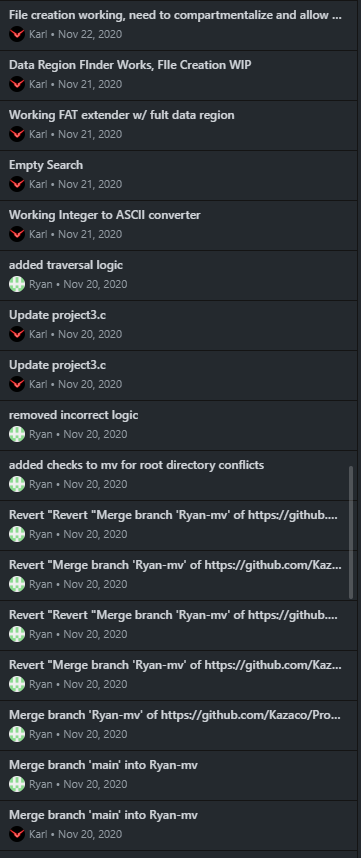 File creation working, need to compartmentalize and allow ...
Karl • Nov 22, 2020
Data Region FInder Works, FIle Creation WIP
Karl • Nov 21, 2020
Working FAT extender w/ fult data region
Karl • Nov 21, 2020
Empty Search
Karl • Nov 21, 2020
Working Integer to ASCII converter
Karl • Nov 21, 2020
added traversal logic
Ryan • Nov 20, 2020
Update project3.c
Karl • Nov 20, 2020
Update project3.c
Karl • Nov 20, 2020
removed incorrect logic
Ryan • Nov 20, 2020
added checks to mv for root directory conflicts
Ryan • Nov 20, 2020
Revert "Revert "Merge branch 'Ryan-mv' of https://github....
Ryan • Nov 20, 2020
Revert "Merge branch 'Ryan-mv' of https://github.com/Kaz...
Ryan • Nov 20, 2020
Revert "Revert "Merge branch 'Ryan-mv' of https://github....
Ryan • Nov 20, 2020
Revert "Merge branch 'Ryan-mv' of https://github.com/Kaz...
Ryan • Nov 20, 2020
Merge branch 'Ryan-mv' of https://github.com/Kazaco/Pro...
Ryan • Nov 20, 2020
Merge branch 'main' into Ryan-mv
Ryan • Nov 20, 2020
Merge branch 'main' into Ryan-mv
Karl • Nov 20, 2020